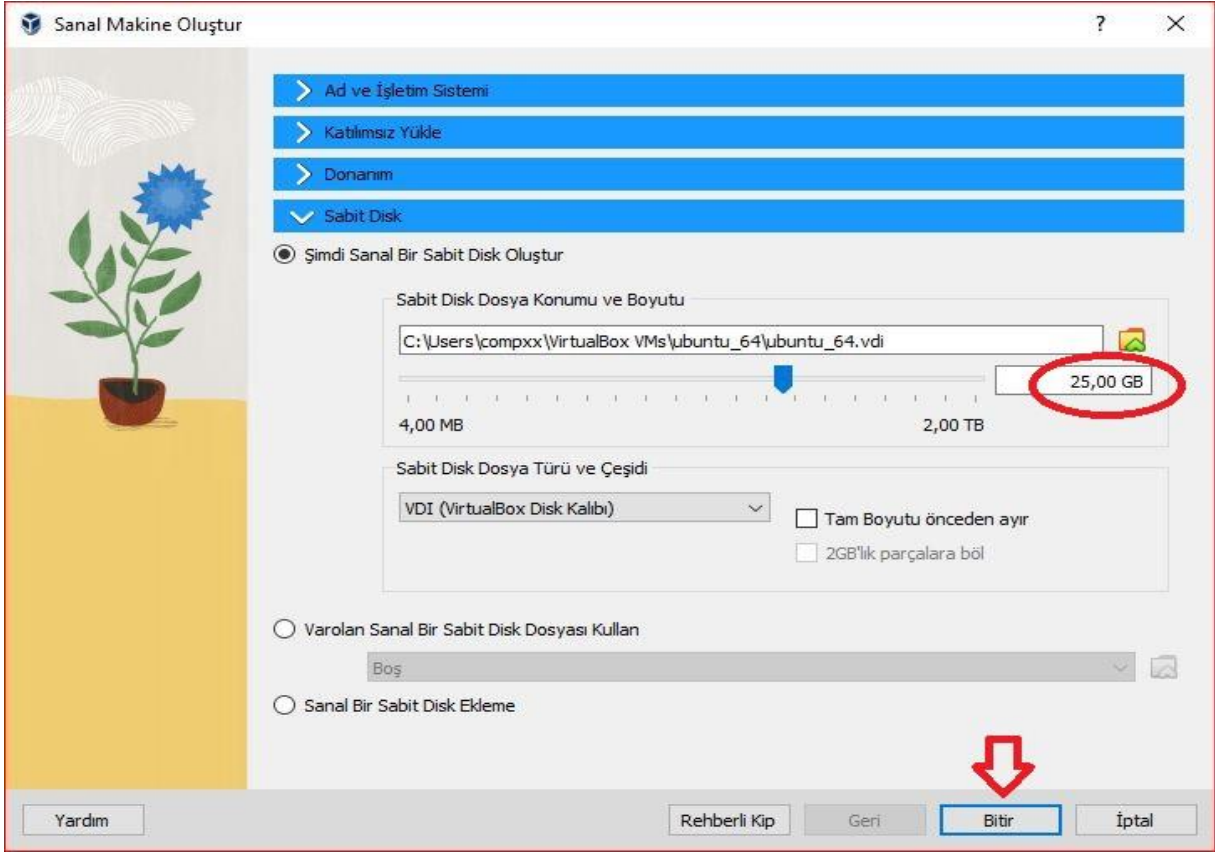 Sanal Makine Oluştur
?
Ad ve İşletim Sistemi
Katılımsız Yükle
Donanım
Sabit Disk
Şimdi Sanal Bir Sabit Disk Oluştur
Sabit Disk Dosya Konumu ve Boyutu
C:\Users\compxx\VirtualBox VMs\ubuntu_64\ubuntu_64.vdi
25,00 GB
4,00 MB 2,00 TB
Sabit Disk Dosya Türü ve Çeşidi
VDI (VirtualBox Disk Kalıbı)
Tam Boyutu önceden ayır
2GB'lık parçalara böl
Varolan Sanal Bir Sabit Disk Dosyası Kullan
Boş
Sanal Bir Sabit Disk Ekleme
Yardım Rehberli Kip Geri Bitir İptal